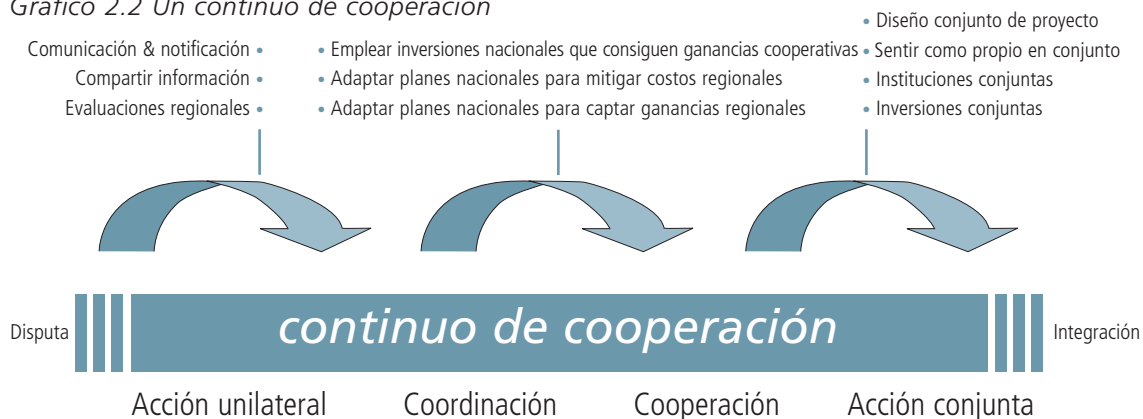 Gráfico 2.2 Un continuo de cooperación
Comunicación & notificación •
Compartir información •
Evaluaciones regionales •
• Emplear inversiones nacionales que consiguen ganancias cooperativas
• Adaptar planes nacionales para mitigar costos regionales
• Adaptar planes nacionales para captar ganancias regionales
• Diseño conjunto de proyecto
• Sentir como propio en conjunto
• Instituciones conjuntas
• Inversiones conjuntas
Disputa
continuo de cooperación
Integración
Acción unilateral
Coordinación
Cooperación
Acción conjunta